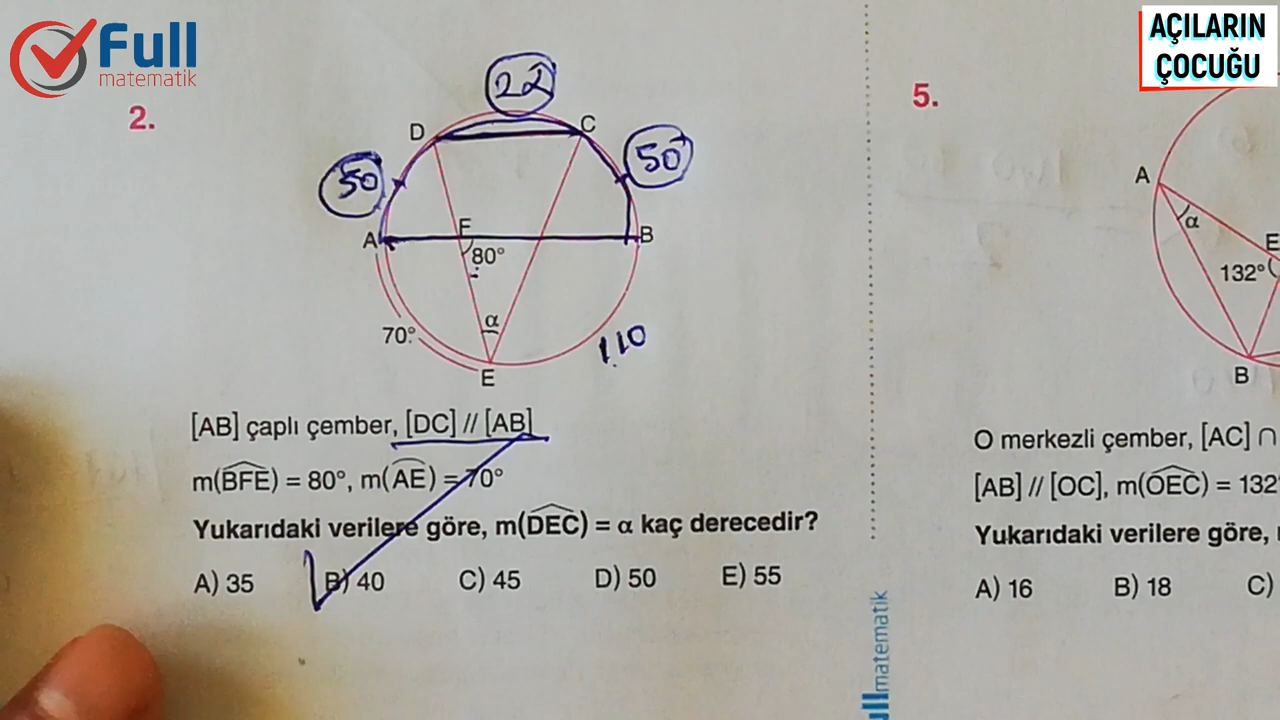 Full
matematik
AÇILARIN
ÇOCUĞU
2.
22
D
C
50
50
A
F
B
80°
α
70°
110
E
[AB] çaplı çember, [DC] // [AB]
m(BFE) = 80°, m(AE) = 70°
Yukarıdaki verilere göre, m(DEC) = α kaç derecedir?
A) 35
B) 40
C) 45
D) 50
E) 55
5.
A
α
E
132°
B
O merkezli çember, [AC] ∩
[AB] // [OC], m(OEC) = 132°
Yukarıdaki verilere göre,
A) 16
B) 18
C)
matematik